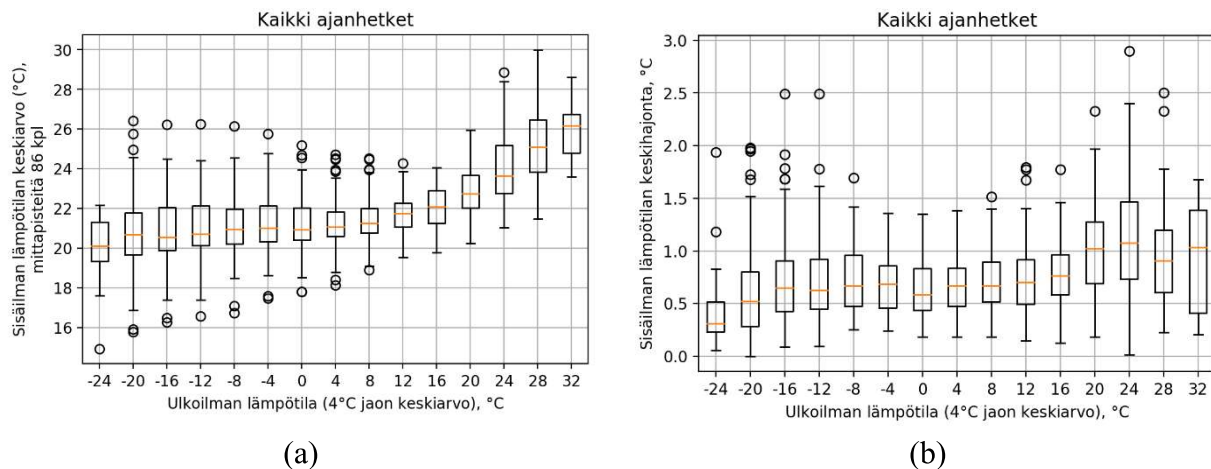 Kaikki ajanhetket
Sisäilman lämpötilan keskiarvo (°C),
mittapisteitä 86 kpl
30
28
26
24
22
20
18
16
-24 -20 -16 -12 -8 -4 0 4 8 12 16 20 24 28 32
Ulkoilman lämpötila (4°C jaon keskiarvo), °C
(a)
Kaikki ajanhetket
Sisäilman lämpötilan keskihajonta, °C
3.0
2.5
2.0
1.5
1.0
0.5
0.0
-24 -20 -16 -12 -8 -4 0 4 8 12 16 20 24 28 32
Ulkoilman lämpötila (4°C jaon keskiarvo), °C
(b)